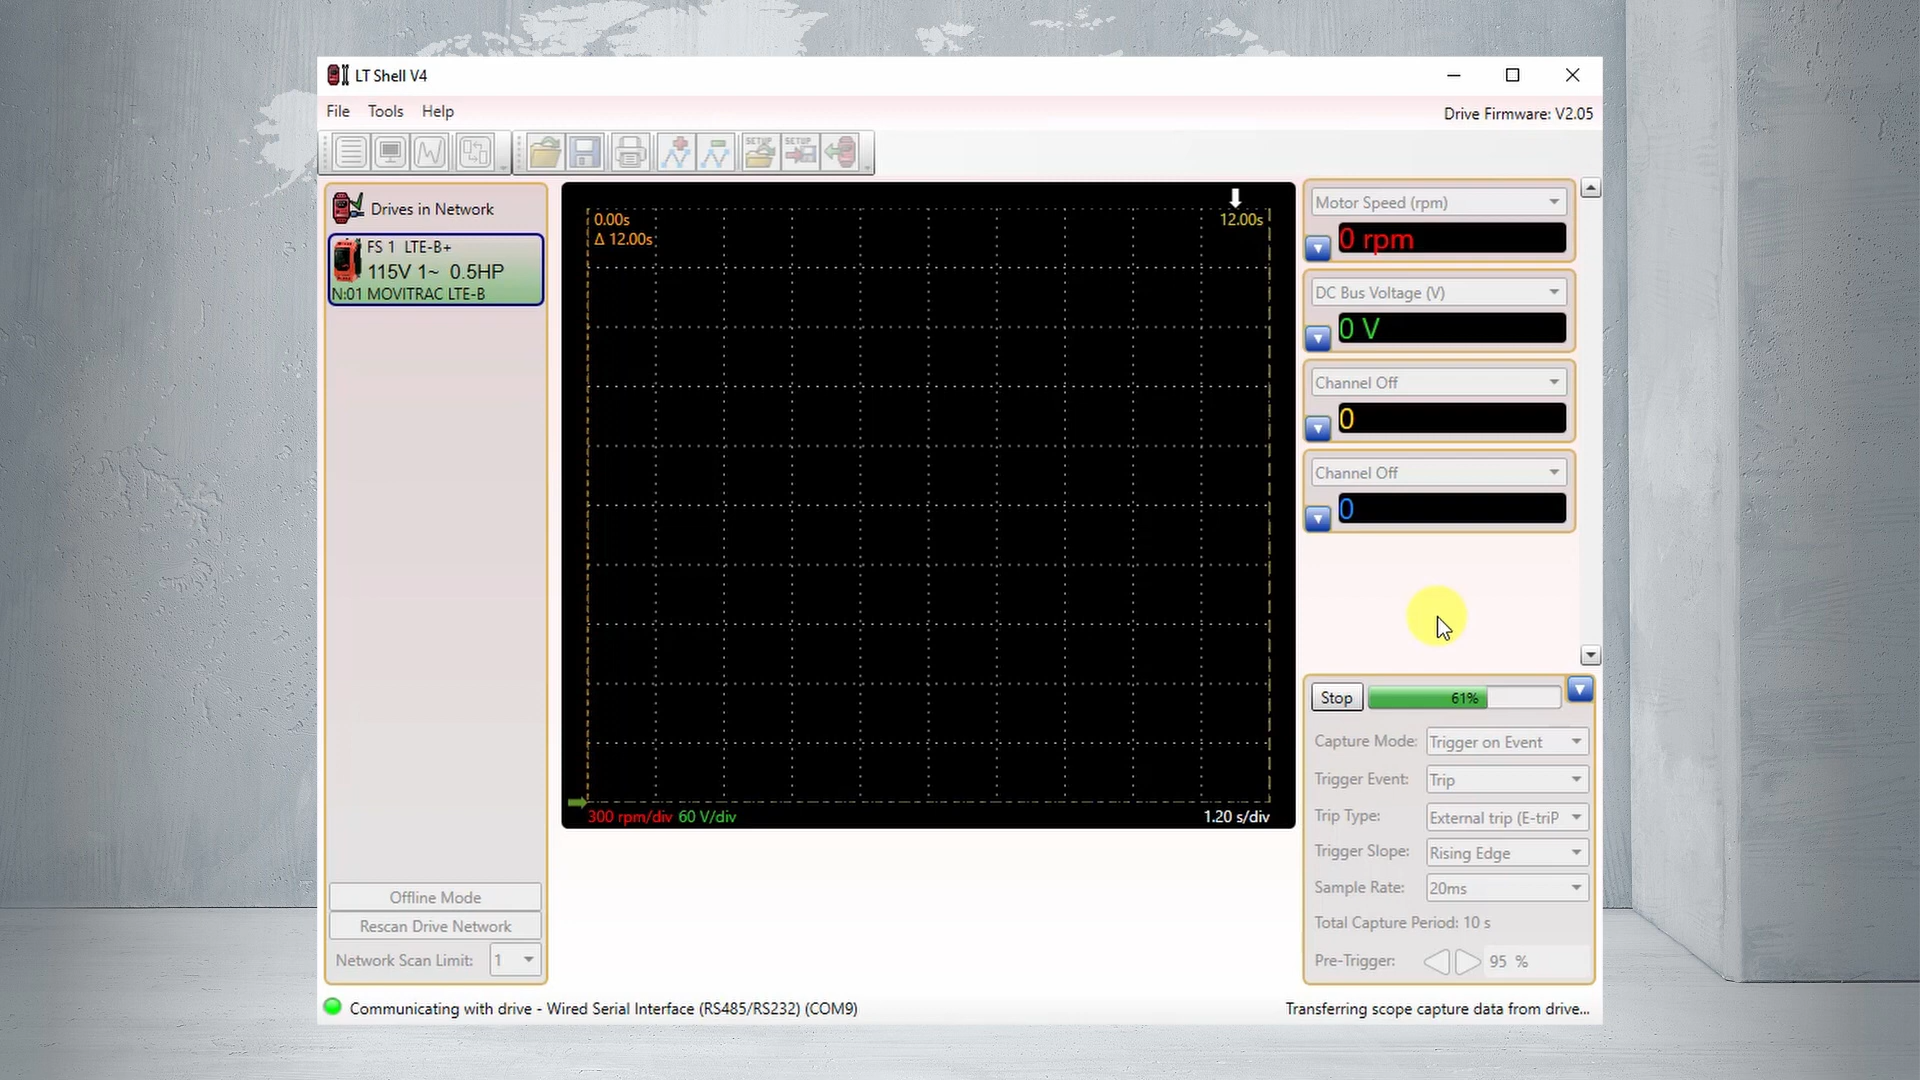 LT Shell V4
File Tools Help
Drive Firmware: V2.05
SETUP SETUP
Drives in Network
FS 1 LTE-B+
115V 1~ 0.5HP
N:01 MOVITRAC LTE-B
Offline Mode
Rescan Drive Network
Network Scan Limit: 1
0.00s
Δ 12.00s
12.00s
300 rpm/div 60 V/div
1.20 s/div
Motor Speed (rpm)
0 rpm
DC Bus Voltage (V)
0 V
Channel Off
0
Channel Off
0
Stop 61%
Capture Mode: Trigger on Event
Trigger Event: Trip
Trip Type: External trip (E-triP
Trigger Slope: Rising Edge
Sample Rate: 20ms
Total Capture Period: 10 s
Pre-Trigger: 95 %
Communicating with drive - Wired Serial Interface (RS485/RS232) (COM9)
Transferring scope capture data from drive...